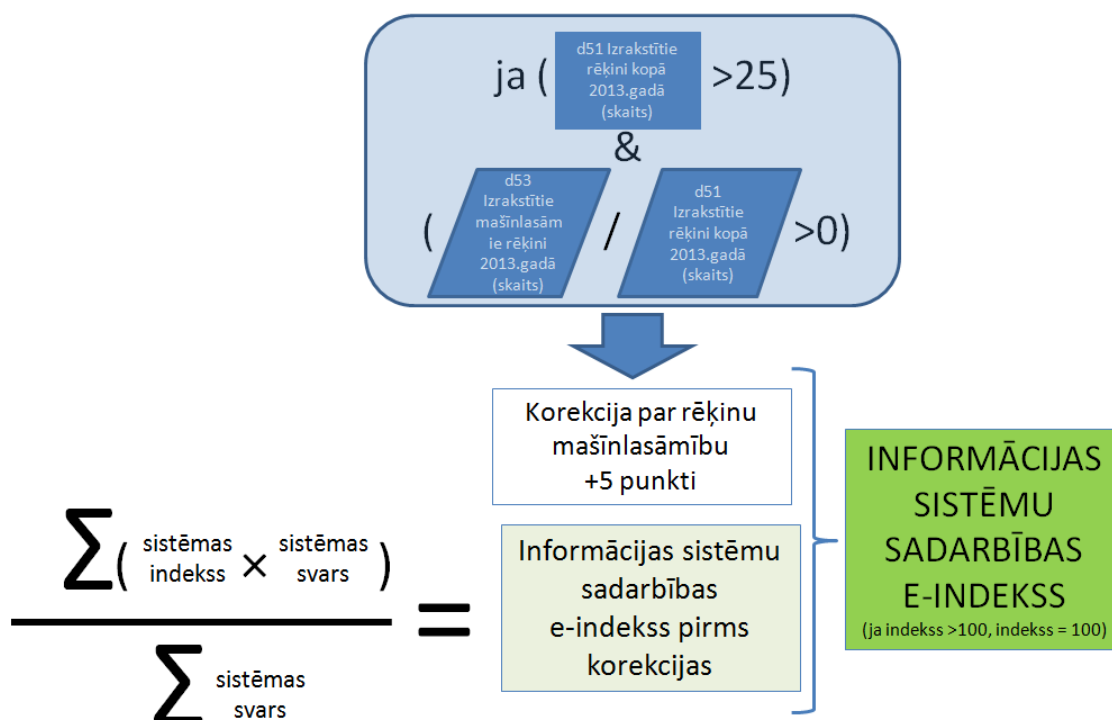 ja (
d51 Izrakstītie
rēķini kopā
2013.gadā
(skaits)
>25)
&
(
d53
Izrakstītie
mašīnlasām
ie rēķini
2013.gadā
(skaits)
/
d51
Izrakstītie
rēķini kopā
2013.gadā
(skaits)
>0)
Korekcija par rēķinu
mašīnlasāmību
+5 punkti
∑( sistēmas
indekss
×
sistēmas
svars )
∑ sistēmas
svars
=
Informācijas sistēmu
sadarbības
e-indekss pirms
korekcijas
INFORMĀCIJAS
SISTĒMU
SADARBĪBAS
E-INDEKSS
(ja indekss >100, indekss = 100)